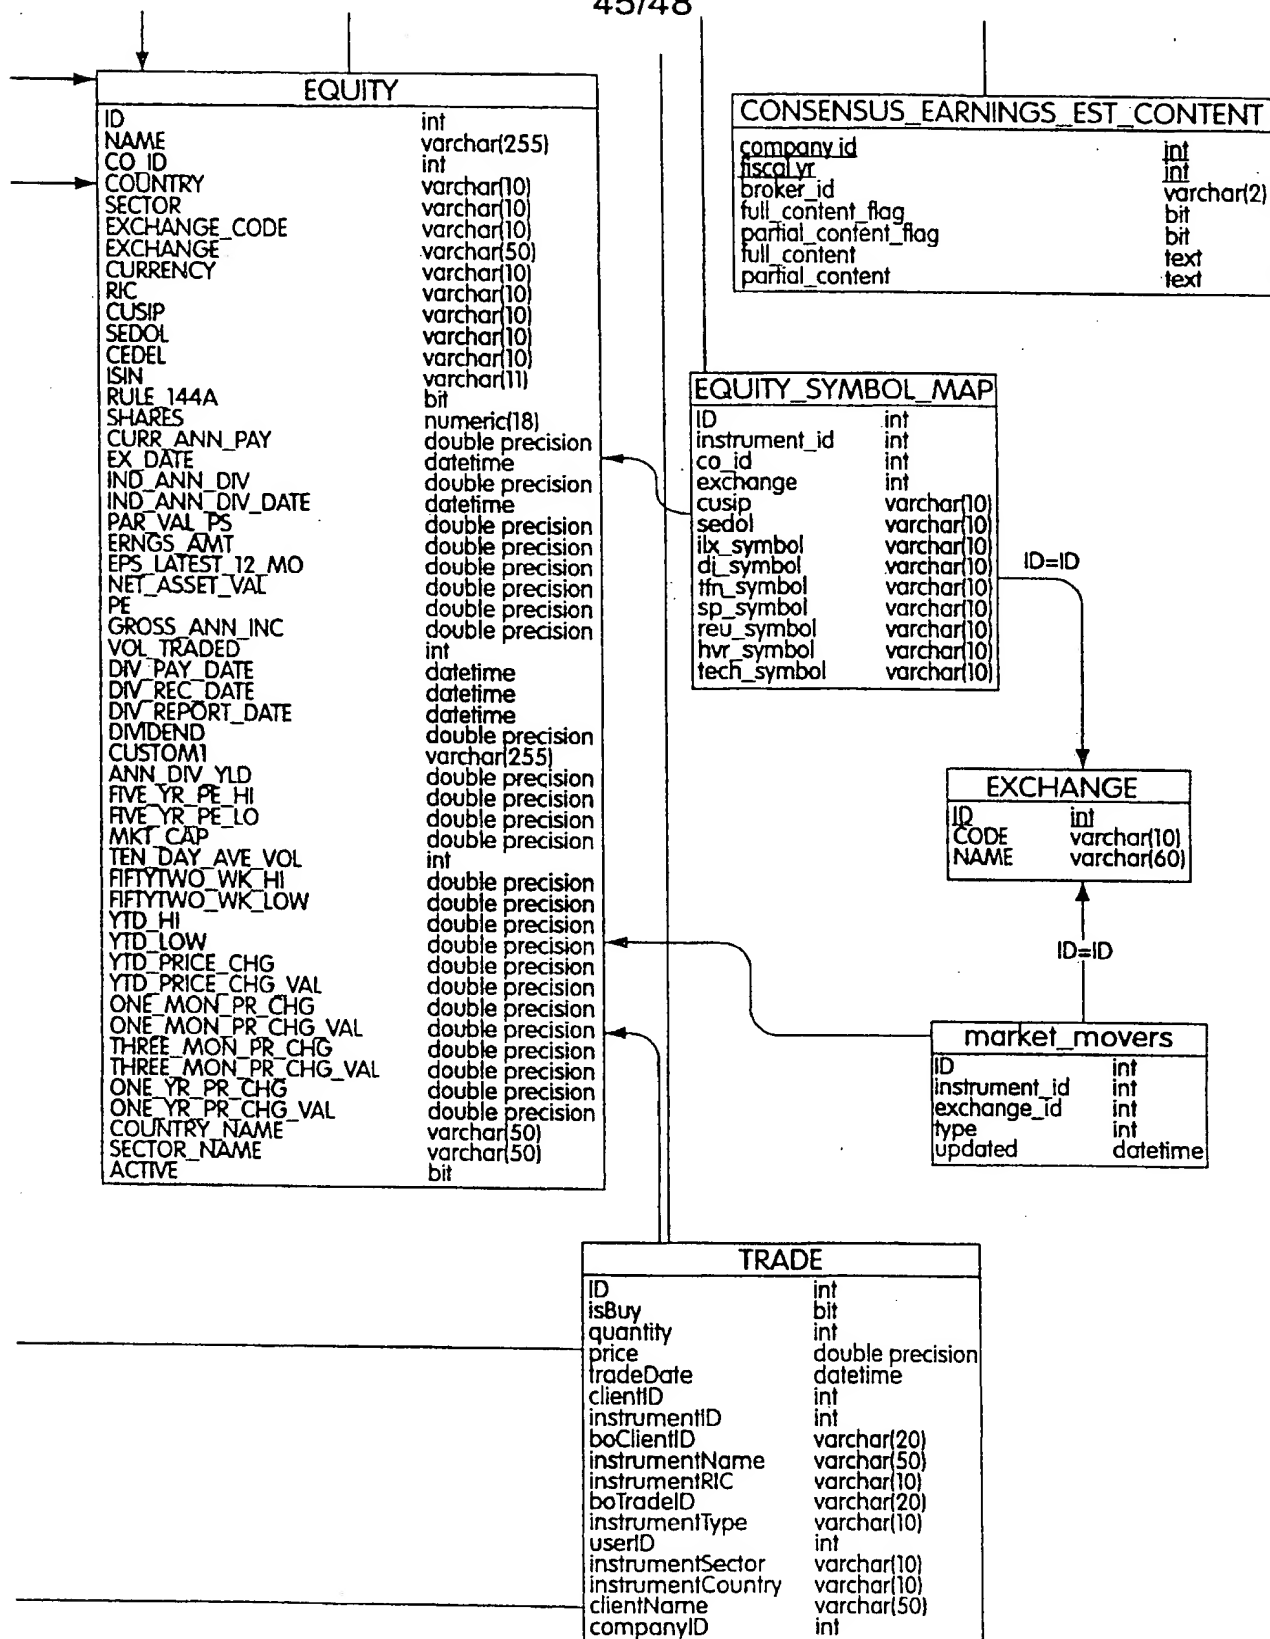 45/48
EQUITY
ID int
NAME varchar(255)
CO_ID int
COUNTRY varchar(10)
SECTOR varchar(10)
EXCHANGE_CODE varchar(10)
EXCHANGE varchar(50)
CURRENCY varchar(10)
RIC varchar(10)
CUSIP varchar(10)
SEDOL varchar(10)
CEDEL varchar(10)
ISIN varchar(11)
RULE_144A bit
SHARES numeric(18)
CURR_ANN_PAY double precision
EX_DATE datetime
IND_ANN_DIV double precision
IND_ANN_DIV_DATE datetime
PAR_VAL_PS double precision
ERNGS_AMT double precision
EPS_LATEST_12_MO double precision
NET_ASSET_VAL double precision
PE double precision
GROSS_ANN_INC double precision
VOL_TRADED int
DIV_PAY_DATE datetime
DIV_REC_DATE datetime
DIV_REPORT_DATE datetime
DIVIDEND double precision
CUSTOM1 varchar(255)
ANN_DIV_YLD double precision
FIVE_YR_PE_HI double precision
FIVE_YR_PE_LO double precision
MKT_CAP double precision
TEN_DAY_AVE_VOL int
FIFTYTWO_WK_HI double precision
FIFTYTWO_WK_LOW double precision
YTD_HI double precision
YTD_LOW double precision
YTD_PRICE_CHG double precision
YTD_PRICE_CHG_VAL double precision
ONE_MON_PR_CHG double precision
ONE_MON_PR_CHG_VAL double precision
THREE_MON_PR_CHG double precision
THREE_MON_PR_CHG_VAL double precision
ONE_YR_PR_CHG double precision
ONE_YR_PR_CHG_VAL double precision
COUNTRY_NAME varchar(50)
SECTOR_NAME varchar(50)
ACTIVE bit
CONSENSUS_EARNINGS_EST_CONTENT
company_id int
fiscal_yr int
broker_id varchar(2)
full_content_flag bit
partial_content_flag bit
full_content text
partial_content text
EQUITY_SYMBOL_MAP
ID int
instrument_id int
co_id int
exchange int
cusip varchar(10)
sedol varchar(10)
ilx_symbol varchar(10)
dj_symbol varchar(10)
tfn_symbol varchar(10)
sp_symbol varchar(10)
reu_symbol varchar(10)
hvr_symbol varchar(10)
tech_symbol varchar(10)
ID=ID
EXCHANGE
ID int
CODE varchar(10)
NAME varchar(60)
ID=ID
market_movers
ID int
instrument_id int
exchange_id int
type int
updated datetime
TRADE
ID int
isBuy bit
quantity int
price double precision
tradeDate datetime
clientID int
instrumentID int
boClientID varchar(20)
instrumentName varchar(50)
instrumentRIC varchar(10)
boTradeID varchar(20)
instrumentType varchar(10)
userID int
instrumentSector varchar(10)
instrumentCountry varchar(10)
clientName varchar(50)
companyID int